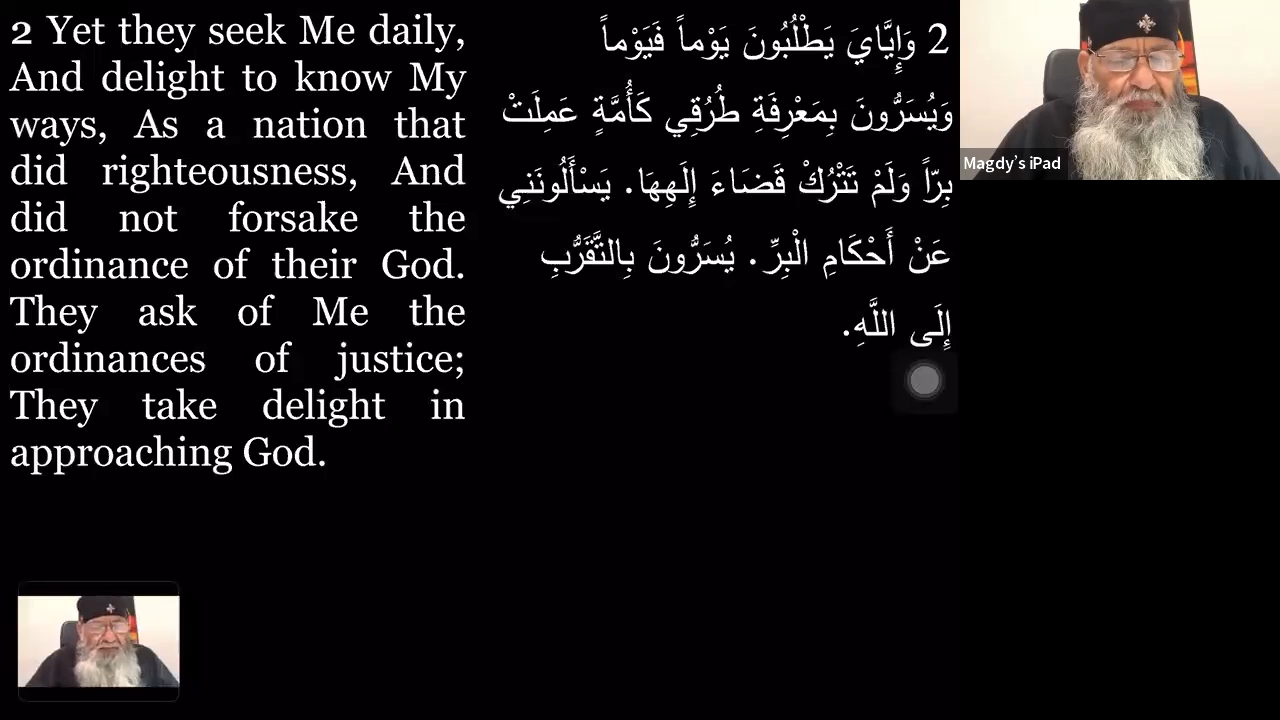 2 Yet they seek Me daily,
And delight to know My
ways, As a nation that
did righteousness, And
did not forsake the
ordinance of their God.
They ask of Me the
ordinances of justice;
They take delight in
approaching God.
2 وَإِيَّايَ يَطْلُبُونَ يَوْماً فَيَوْماً
وَيُسَرُّونَ بِمَعْرِفَةِ طُرُقِي كَأُمَّةٍ عَمِلَتْ
بِرّاً وَلَمْ تَتْرُكْ قَضَاءَ إِلَهِهَا. يَسْأَلُونَنِي
عَنْ أَحْكَامِ الْبِرِّ. يُسَرُّونَ بِالتَّقَرُّبِ
إِلَى اللَّهِ.
Magdy's iPad